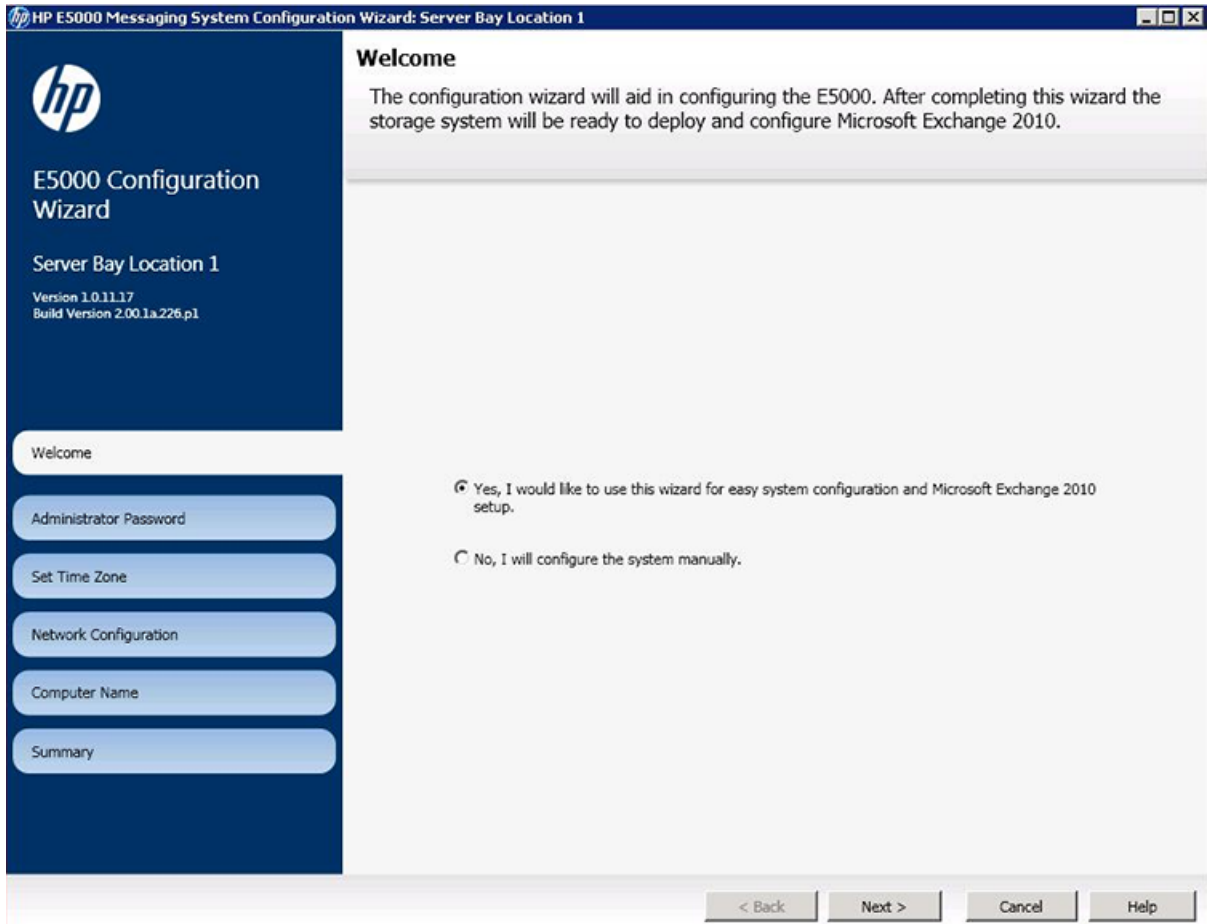 HP E5000 Messaging System Configuration Wizard: Server Bay Location 1
hp
E5000 Configuration
Wizard
Server Bay Location 1
Version 1.0.11.17
Build Version 2.00.1a.226.p1
Welcome
Administrator Password
Set Time Zone
Network Configuration
Computer Name
Summary
Welcome
The configuration wizard will aid in configuring the E5000. After completing this wizard the
storage system will be ready to deploy and configure Microsoft Exchange 2010.
Yes, I would like to use this wizard for easy system configuration and Microsoft Exchange 2010
setup.
No, I will configure the system manually.
< Back
Next >
Cancel
Help